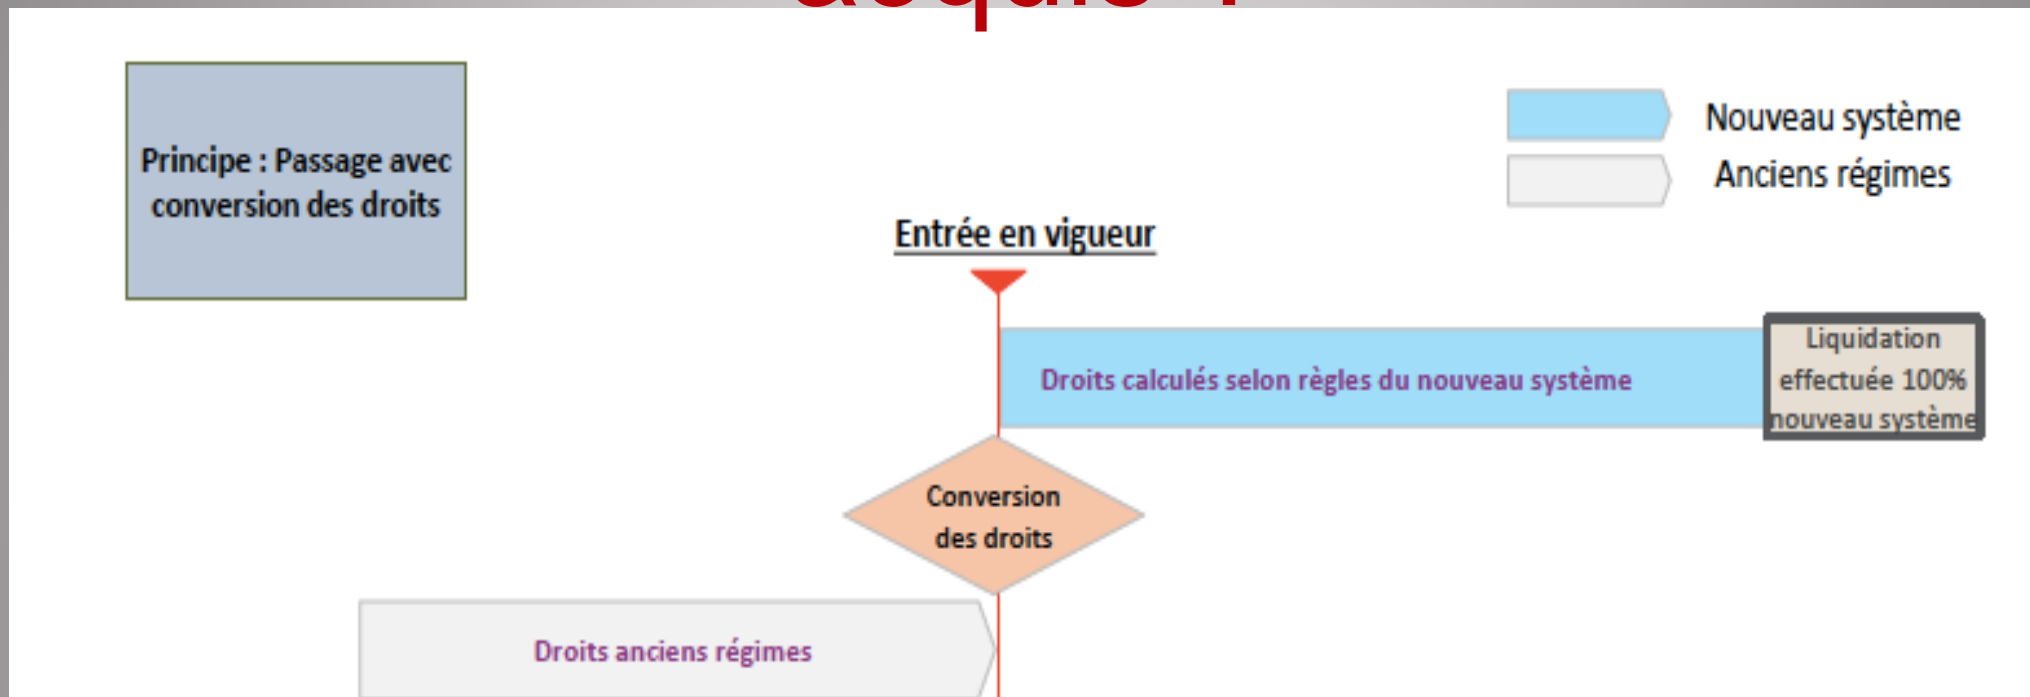 Principe : Passage avec
conversion des droits
Nouveau système
Anciens régimes
Entrée en vigueur
Droits calculés selon règles du nouveau système
Liquidation
effectuée 100%
nouveau système
Conversion
des droits
Droits anciens régimes